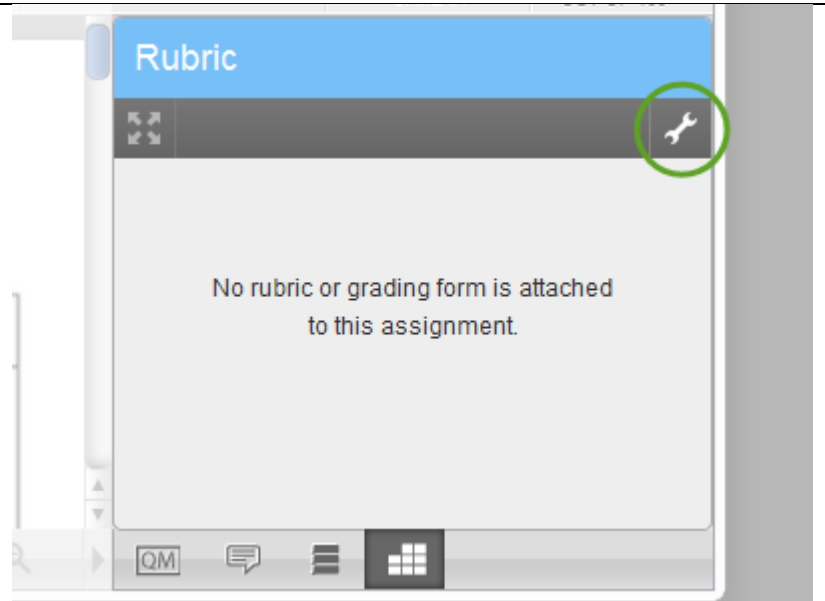 Rubric
No rubric or grading form is attached
to this assignment.
QM